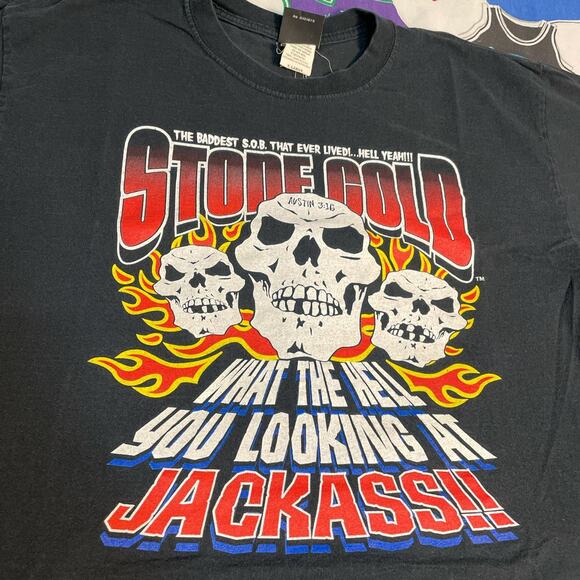 THE BADDEST S.O.B. THAT EVER LIVED!...HELL YEAH!!!
STONE COLD
AUSTIN 3:16
TM
WHAT THE HELL
YOU LOOKING AT
JACKASS!!